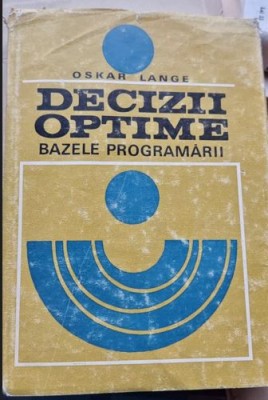 OSKAR LANGE
DECIZII
OPTIME
BAZELE PROGRAMĂRII